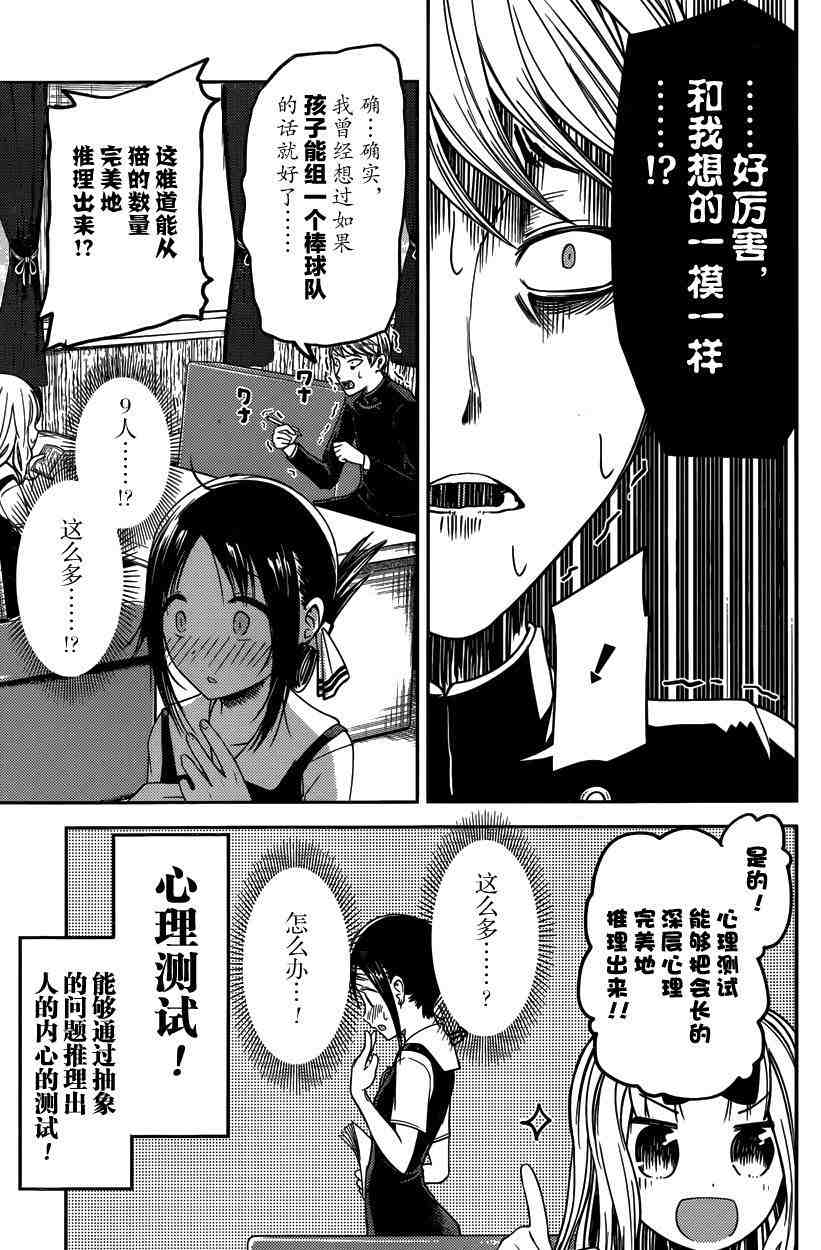 ……好厉害，
和我想的一模一样
……!?
！
确…确实，
我曾经想过如果
孩子能组一个棒球队
的话就好了……
这难道能从
猫的数量
完美地
推理出来!?
ワナ
ワナ
9人……!?
这么多……!?
是的！
心理测试
能够把会长的
深层心理
完美地
推理出来!!
这么多…？
怎么办…！
心理测试！
能够通过抽象
的问题推理出
人的内心的测试！